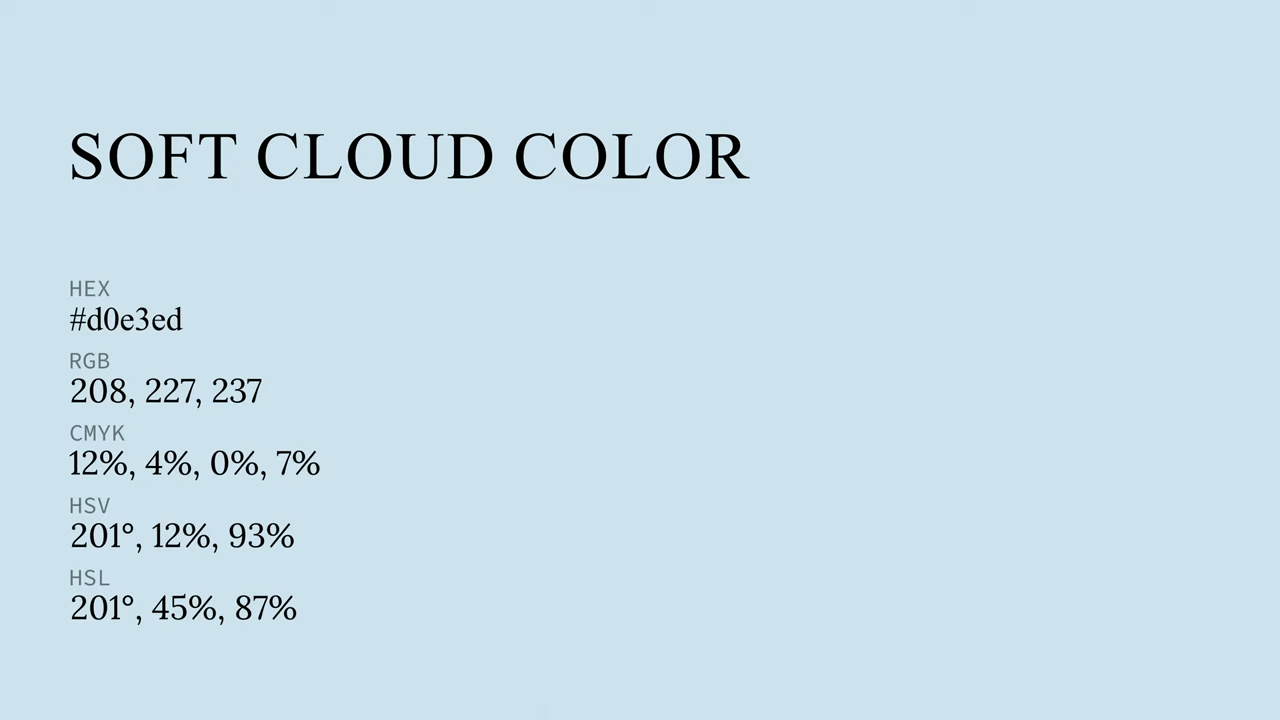 SOFT CLOUD COLOR
HEX
#d0e3ed
RGB
208, 227, 237
CMYK
12%, 4%, 0%, 7%
HSV
201°, 12%, 93%
HSL
201°, 45%, 87%